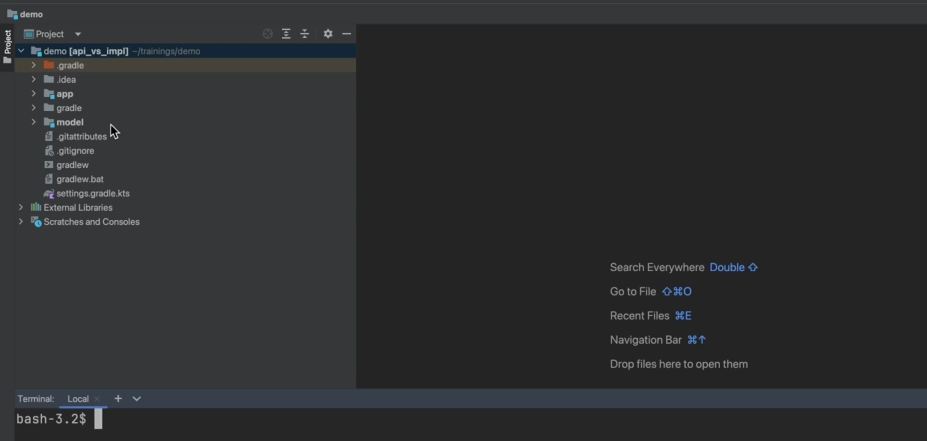 demo
Project
Project
demo [api_vs_impl] ~/trainings/demo
.gradle
.idea
app
gradle
model
.gitattributes
.gitignore
gradlew
gradlew.bat
settings.gradle.kts
External Libraries
Scratches and Consoles
Search Everywhere Double ⇧
Go to File ⇧⌘O
Recent Files ⌘E
Navigation Bar ⌘↑
Drop files here to open them
Terminal: Local × +
bash-3.2$